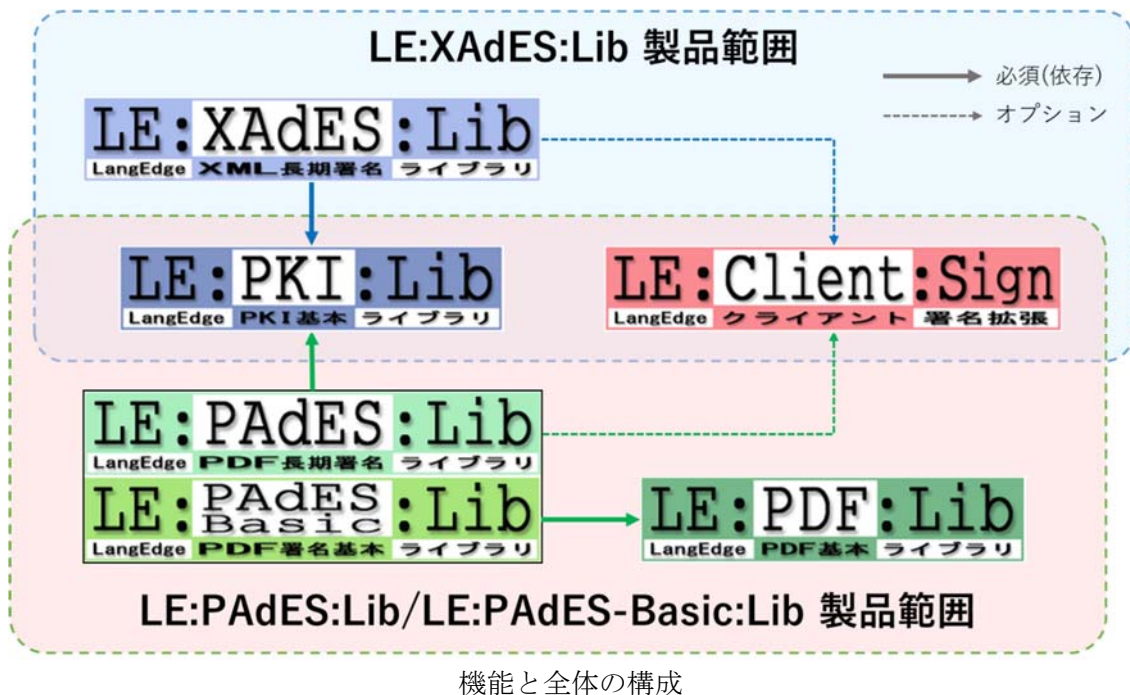 LE:XAdES:Lib 製品範囲
必須(依存)
オプション
LE:XAdES:Lib
LangEdge XML長期署名 ライブラリ
LE:PKI:Lib
LangEdge PKI基本 ライブラリ
LE:Client:Sign
LangEdge クライアント 署名拡張
LE:PAdES:Lib
LangEdge PDF長期署名 ライブラリ
LE:PAdES Basic:Lib
LangEdge PDF署名基本 ライブラリ
LE:PDF:Lib
LangEdge PDF基本 ライブラリ
LE:PAdES:Lib/LE:PAdES-Basic:Lib 製品範囲
機能と全体の構成